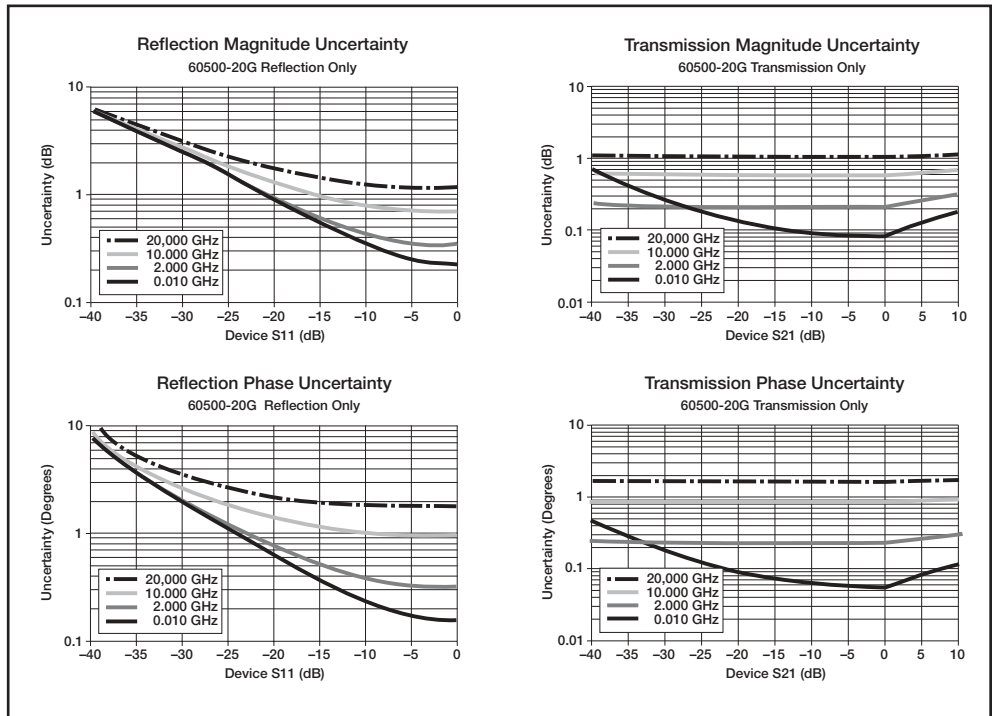 Reflection Magnitude Uncertainty
60500-20G Reflection Only
Uncertainty (dB)
10
1
0.1
20,000 GHz
10.000 GHz
2.000 GHz
0.010 GHz
–40 –35 –30 –25 –20 –15 –10 –5 0
Device S11 (dB)
Transmission Magnitude Uncertainty
60500-20G Transmission Only
Uncertainty (dB)
10
1
0.1
0.01
20,000 GHz
10.000 GHz
2.000 GHz
0.010 GHz
–40 –35 –30 –25 –20 –15 –10 –5 0 5 10
Device S21 (dB)
Reflection Phase Uncertainty
60500-20G Reflection Only
Uncertainty (Degrees)
10
1
0.1
20,000 GHz
10.000 GHz
2.000 GHz
0.010 GHz
–40 –35 –30 –25 –20 –15 –10 –5 0
Device S11 (dB)
Transmission Phase Uncertainty
60500-20G Transmission Only
Uncertainty (Degrees)
10
1
0.1
0.01
20,000 GHz
10.000 GHz
2.000 GHz
0.010 GHz
–40 –35 –30 –25 –20 –15 –10 –5 0 5 10
Device S21 (dB)